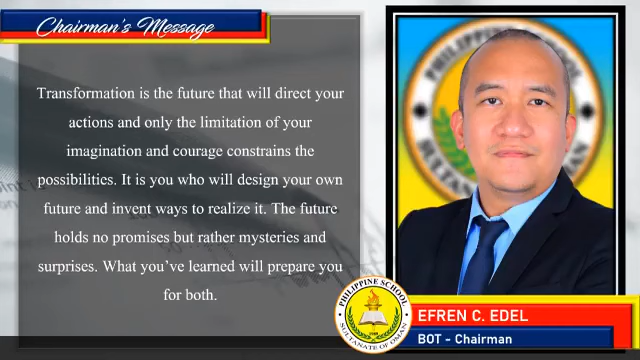 Chairman's Message
Transformation is the future that will direct your
actions and only the limitation of your
imagination and courage constrains the
possibilities. It is you who will design your own
future and invent ways to realize it. The future
holds no promises but rather mysteries and
surprises. What you've learned will prepare you
for both.
PHILIPPINE SCHOOL
SULTANATE OF OMAN
EFREN C. EDEL
BOT - Chairman